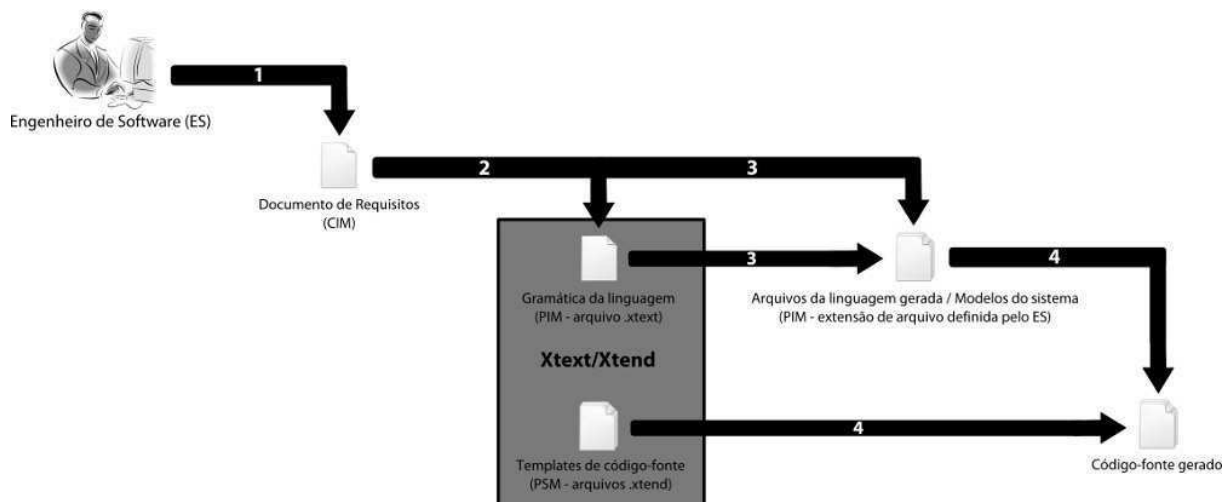 1
Engenheiro de Software (ES)
2
3
Documento de Requisitos
(CIM)
3
4
Gramática da linguagem
(PIM - arquivo .xtext)
Arquivos da linguagem gerada / Modelos do sistema
(PIM - extensão de arquivo definida pelo ES)
Xtext/Xtend
4
Templates de código-fonte
(PSM - arquivos .xtend)
Código-fonte gerado